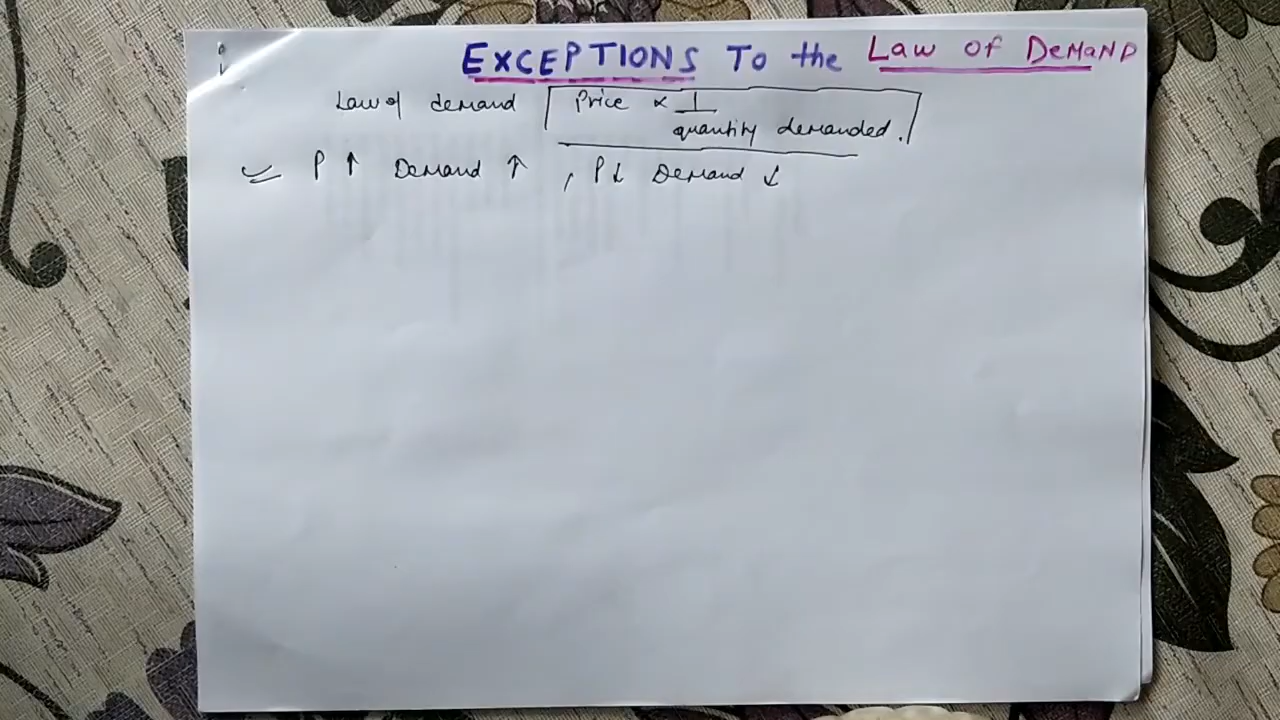 EXCEPTIONS To the Law of DeMaND
Law of demand Price ∝ 1
quantity demanded.
P ↑ Demand ↑ , P↓ Demand ↓